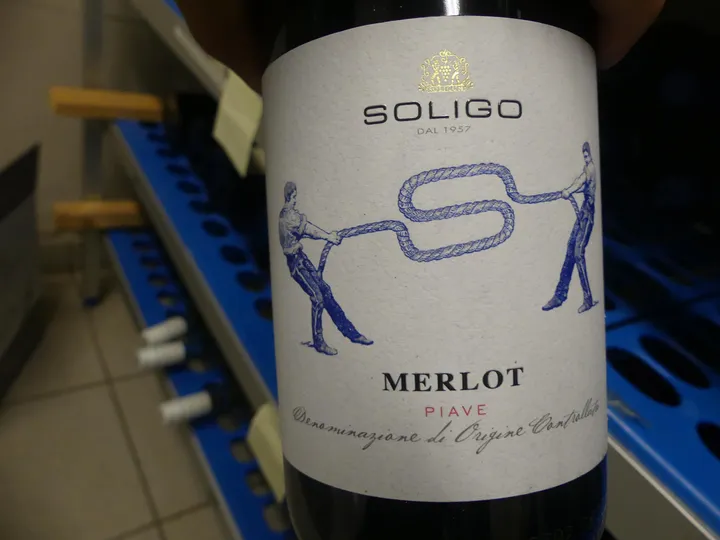 SOLIGO
DAL 1957
MERLOT
PIAVE
Denominazione di Origine Controllata